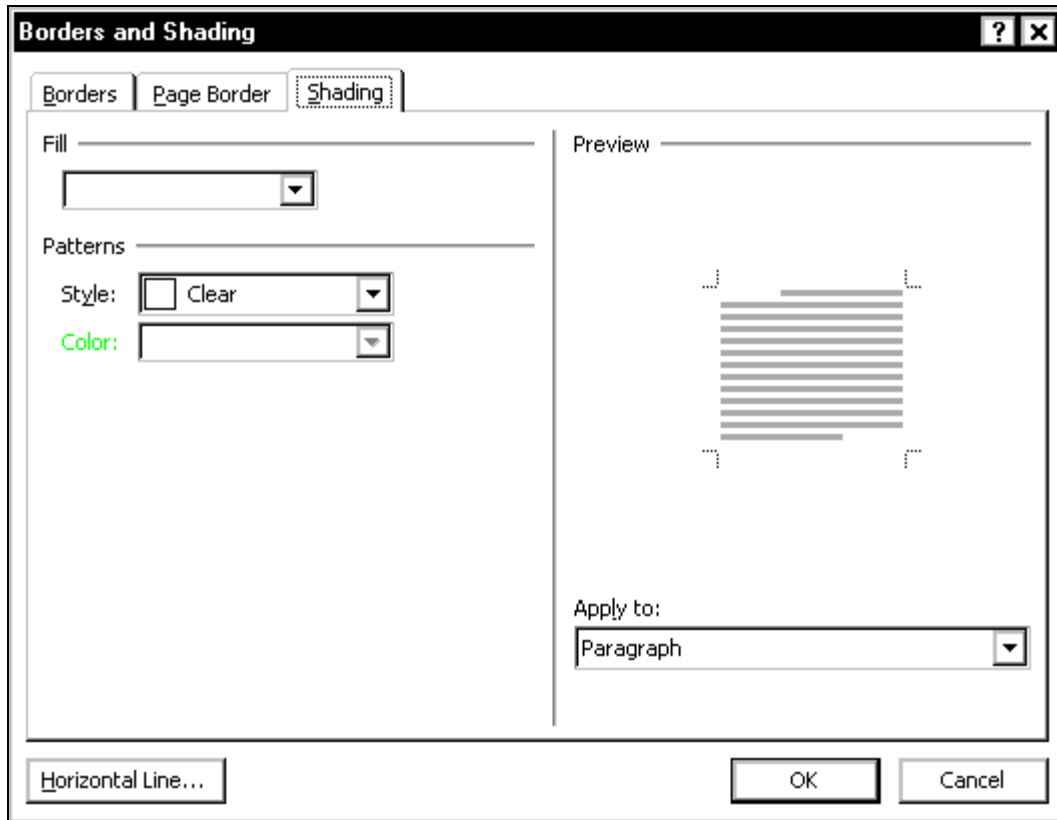 Borders and Shading
Borders
Page Border
Shading
Fill
Patterns
Style:
Clear
Color:
Preview
Apply to:
Paragraph
Horizontal Line...
OK
Cancel